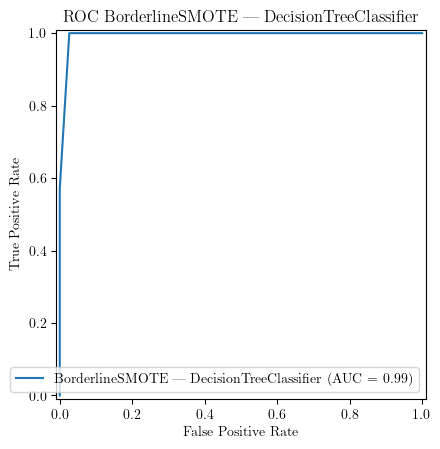 ROC BorderlineSMOTE — DecisionTreeClassifier
True Positive Rate
1.0
0.8
0.6
0.4
0.2
0.0
BorderlineSMOTE — DecisionTreeClassifier (AUC = 0.99)
0.0 0.2 0.4 0.6 0.8 1.0
False Positive Rate